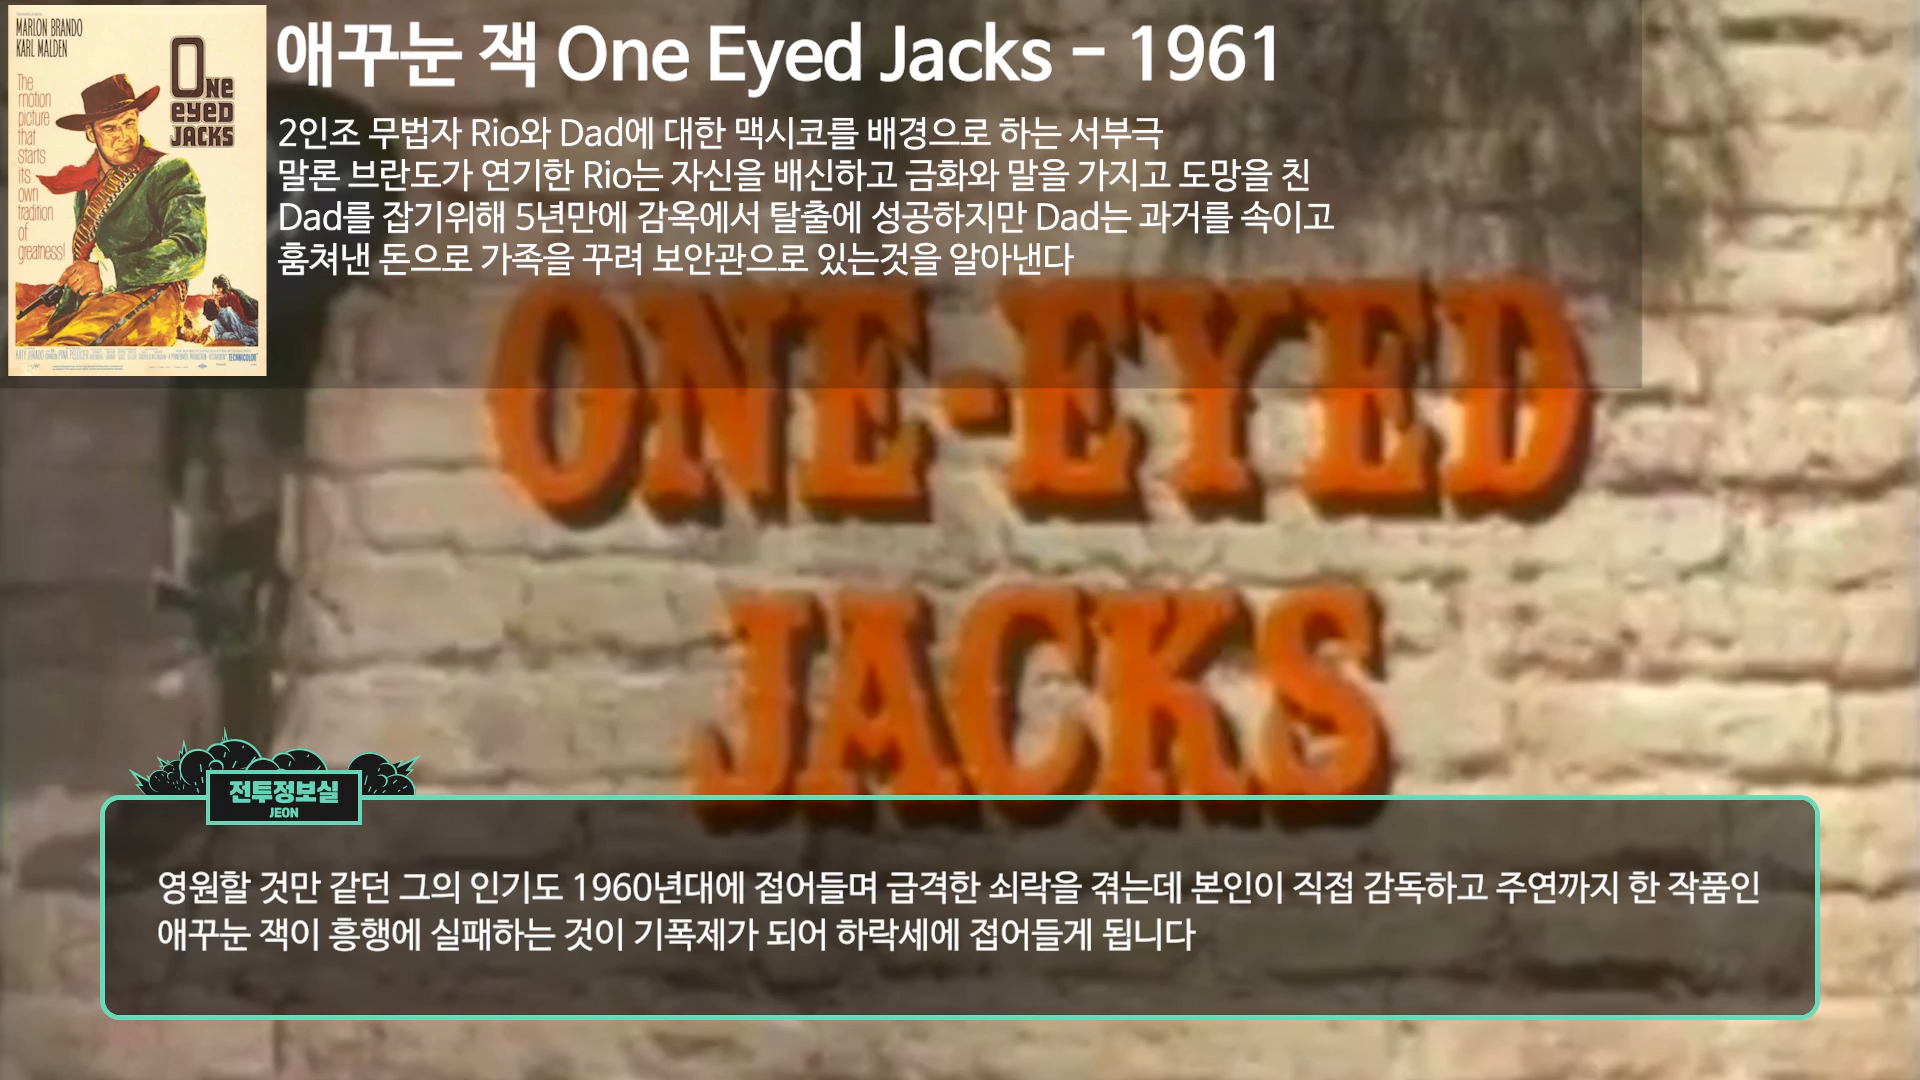 MARLON BRANDO
KARL MALDEN
The
motion
picture
that
starts
its
own
tradition
of
greatness!
One
eyed
JACKS
TECHNICOLOR
애꾸눈 잭 One Eyed Jacks - 1961
2인조 무법자 Rio와 Dad에 대한 맥시코를 배경으로 하는 서부극
말론 브란도가 연기한 Rio는 자신을 배신하고 금화와 말을 가지고 도망을 친
Dad를 잡기위해 5년만에 감옥에서 탈출에 성공하지만 Dad는 과거를 속이고
훔쳐낸 돈으로 가족을 꾸려 보안관으로 있는것을 알아낸다
ONE-EYED
JACKS
전투정보실
JEON
영원할 것만 같던 그의 인기도 1960년대에 접어들며 급격한 쇠락을 겪는데 본인이 직접 감독하고 주연까지 한 작품인
애꾸눈 잭이 흥행에 실패하는 것이 기폭제가 되어 하락세에 접어들게 됩니다